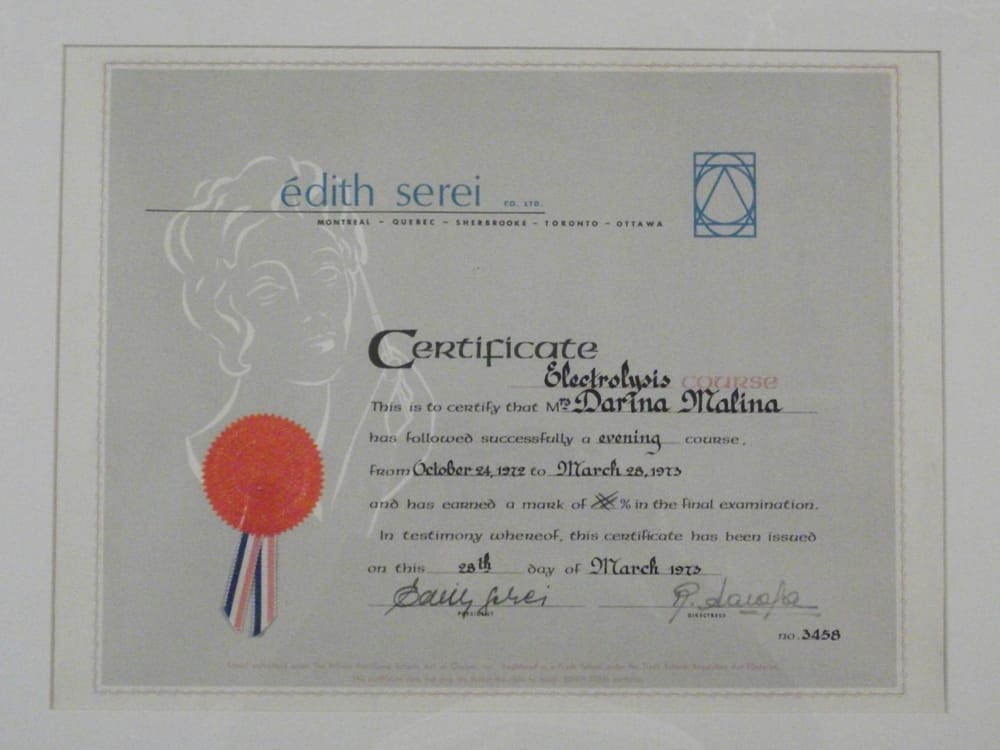 édith serei CO. LTD.
MONTREAL – QUEBEC – SHERBROOKE – TORONTO – OTTAWA
Certificate
Electrolysis COURSE
This is to certify that Mrs Darina Malina
has followed successfully a evening course,
From October 24, 1972 to March 28, 1973
and has earned a mark of % in the final examination.
In testimony whereof, this certificate has been issued
on this 28th day of March 1973
PRESIDENT DIRECTRESS
no. 3458